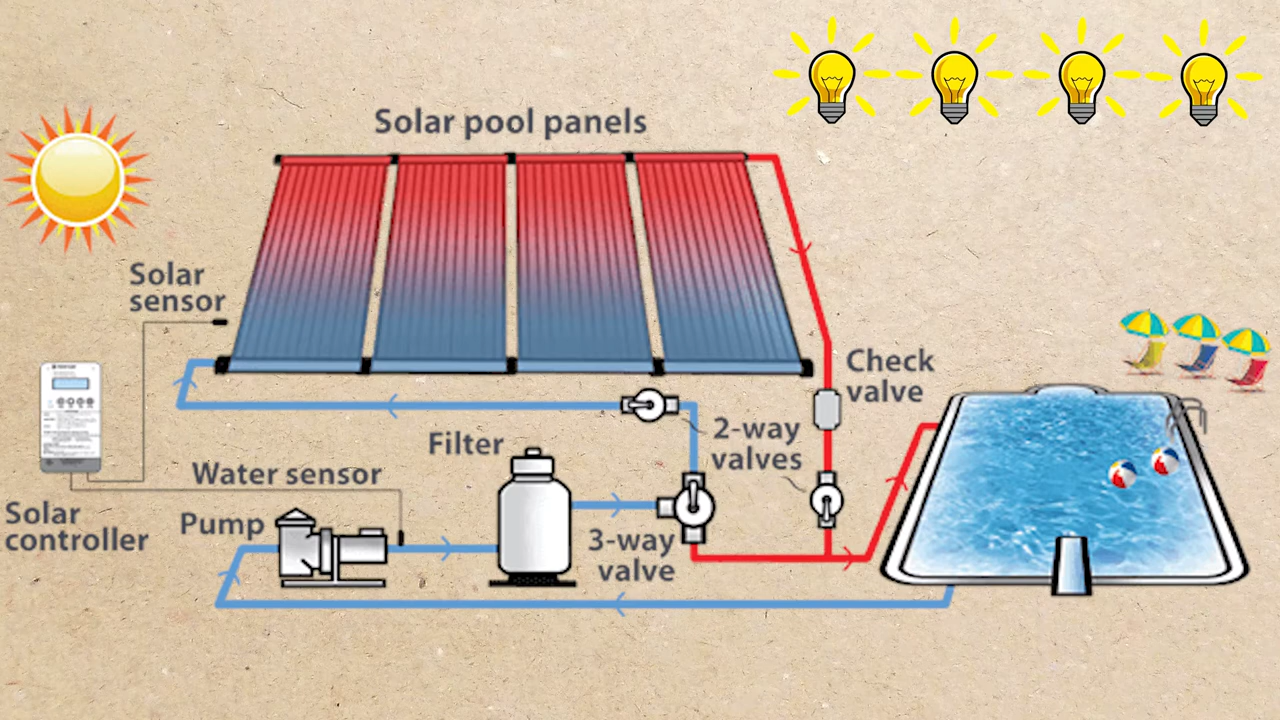 Solar pool panels
Solar
sensor
Check
valve
2-way
valves
Filter
Water sensor
Solar
controller
Pump
3-way
valve